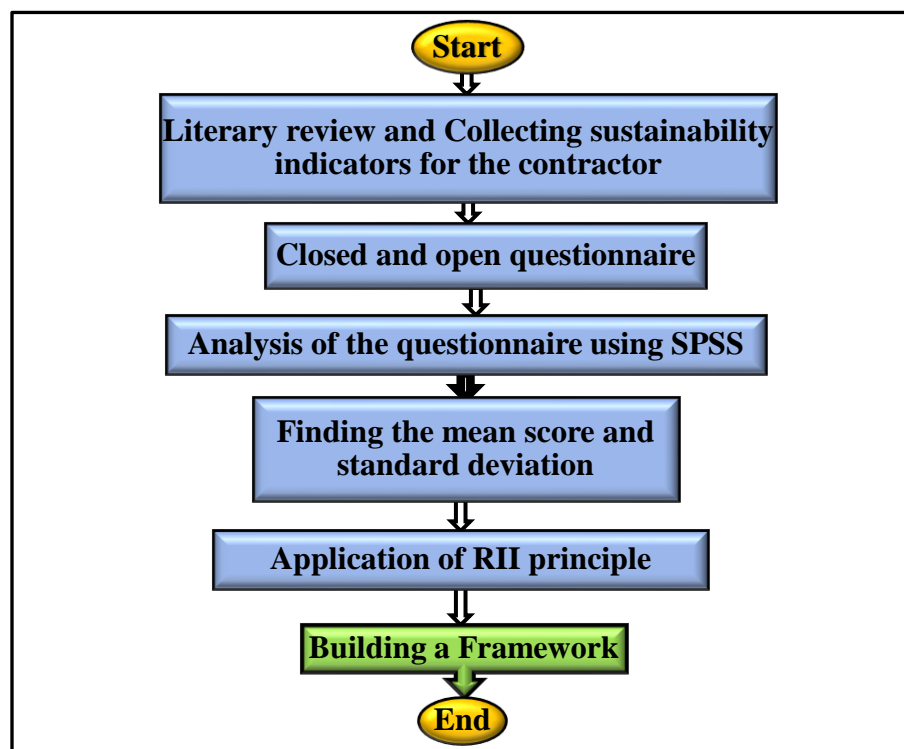 Start
Literary review and Collecting sustainability
indicators for the contractor
Closed and open questionnaire
Analysis of the questionnaire using SPSS
Finding the mean score and
standard deviation
Application of RII principle
Building a Framework
End